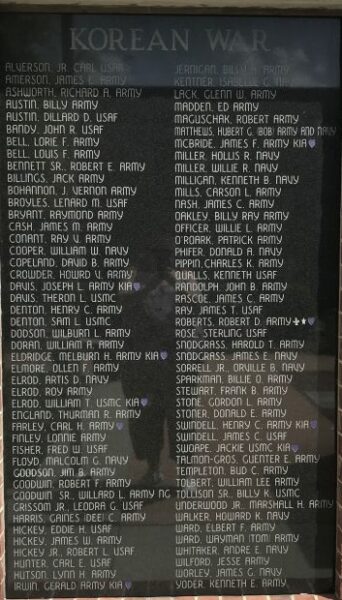 KOREAN WAR
ALVERSON, JR. CARL USAF
AMERSON, JAMES L. ARMY
ASHWORTH, RICHARD A. ARMY
AUSTIN, BILLY ARMY
AUSTIN, DILLARD D. USAF
BANDY, JOHN R. USAF
BELL, LORIE F. ARMY
BELL, LOUIS F. ARMY
BENNETT SR., ROBERT E. ARMY
BILLINGS, JACK ARMY
BOHANNON, J. VERNON ARMY
BROYLES, LENARD M. USAF
BRYANT, RAYMOND ARMY
CASH, JAMES M. ARMY
CONANT, RAY V. ARMY
COOPER, WILLIAM W. NAVY
COPELAND, DAVID B. ARMY
CROWDER, HOWRD V. ARMY
DAVIS, JOSEPH L. ARMY KIA
DAVIS, THERON L. USMC
DENTON, HENRY C. ARMY
DENTON, SAM L. USMC
DODSON, WILBURN L. ARMY
DORAN, WILLIAM A. ARMY
ELDRIDGE, MELBURN H. ARMY KIA
ELMORE, OLLEN F. ARMY
ELROD, ARTIS D. NAVY
ELROD, ROY ARMY
ELROD, WILLIAM T. USMC KIA
ENGLAND, THURMAN R. ARMY
FARLEY, CARL H. ARMY
FINLEY, LONNIE ARMY
FISHER, FRED W. USAF
FLOYD, MALCOLM G. NAVY
GOODSON, JIM B. ARMY
GOODWIN, ROBERT F. ARMY
GOODWIN SR., WILLARD L. ARMY NG
GRISSOM JR., LEODRA G. USAF
HARRIS, GAINES (DEE) C. ARMY
HICKEY, EDDIE H. USAF
HICKEY, JAMES W. ARMY
HICKEY JR., ROBERT L. USAF
HUNTER, CARL E. USAF
HUTSON, LYNN H. ARMY
IRWIN, GERALD ARMY KIA
JERNIGAN, BILLY H. ARMY
KENTNER, ISABELLE G. NAVY
LACK, GLENN W. ARMY
MADDEN, ED ARMY
MAGUSCHAK, ROBERT ARMY
MATTHEWS, HUBERT G. (BOB) ARMY AND NAVY
MCBRIDE, JAMES F. ARMY KIA
MILLER, HOLLIS R. NAVY
MILLER, WILLIE R. NAVY
MILLIGAN, KENNETH B. NAVY
MILLS, CARSON L. ARMY
NASH, JAMES C. ARMY
OAKLEY, BILLY RAY ARMY
OFFICER, WILLIE L. ARMY
O'ROARK, PATRICK ARMY
PHIFER, DONALD A. NAVY
PIPPIN, CHARLES K. ARMY
QUALLS, KENNETH USAF
RANDOLPH, JOHN B. ARMY
RASCOE, JAMES C. ARMY
RAY, JAMES T. USAF
ROBERTS, ROBERT D. ARMY
ROSE, STERLING USAF
SNODGRASS, HAROLD T. ARMY
SNODGRASS, JAMES E. NAVY
SORRELL JR., ORVILLE B. NAVY
SPARKMAN, BILLIE O. ARMY
STEWART, FRANK B. ARMY
STONE, GORDON L. ARMY
STONER, DONALD E. ARMY
SWINDELL, HENRY C. ARMY KIA
SWINDELL, JAMES C. USAF
SWOAPE, JACKIE USMC KIA
TALMON-GROS, GUENTER E. ARMY
TEMPLETON, BUD C. ARMY
TOLBERT, WILLIAM LEE ARMY
TOLLISON SR., BILLY K. USMC
UNDERWOOD JR., MARSHALL H. ARMY
WALKER, HOWARD K. NAVY
WARD, ELBERT F. ARMY
WARD, WAYMAN (TOM) ARMY
WHITAKER, ANDRE E. NAVY
WILFORD, JESSE ARMY
WORLEY, JAMES G. NAVY
YODER, KENNETH E. ARMY